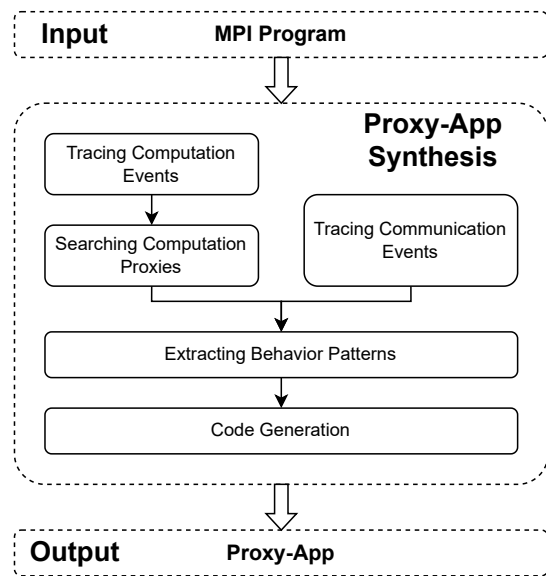 Input MPI Program
Proxy-App
Synthesis
Tracing Computation
Events
Searching Computation
Proxies
Tracing Communication
Events
Extracting Behavior Patterns
Code Generation
Output Proxy-App